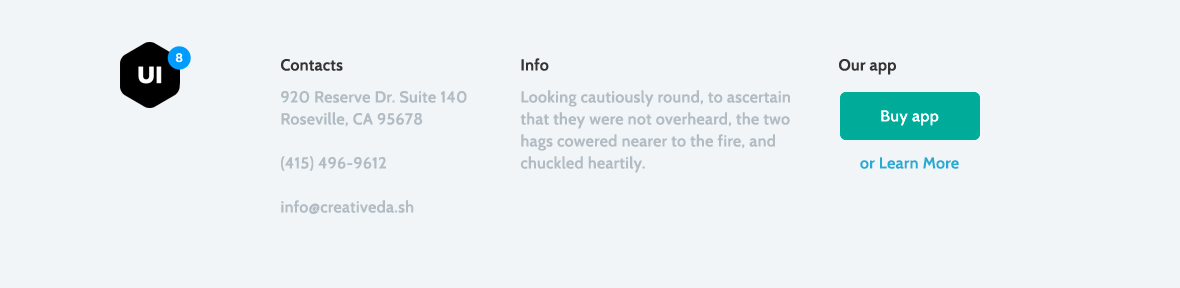 UI
8
Contacts
920 Reserve Dr. Suite 140
Roseville, CA 95678
(415) 496-9612
info@creativeda.sh
Info
Looking cautiously round, to ascertain
that they were not overheard, the two
hags cowered nearer to the fire, and
chuckled heartily.
Our app
Buy app
or Learn More